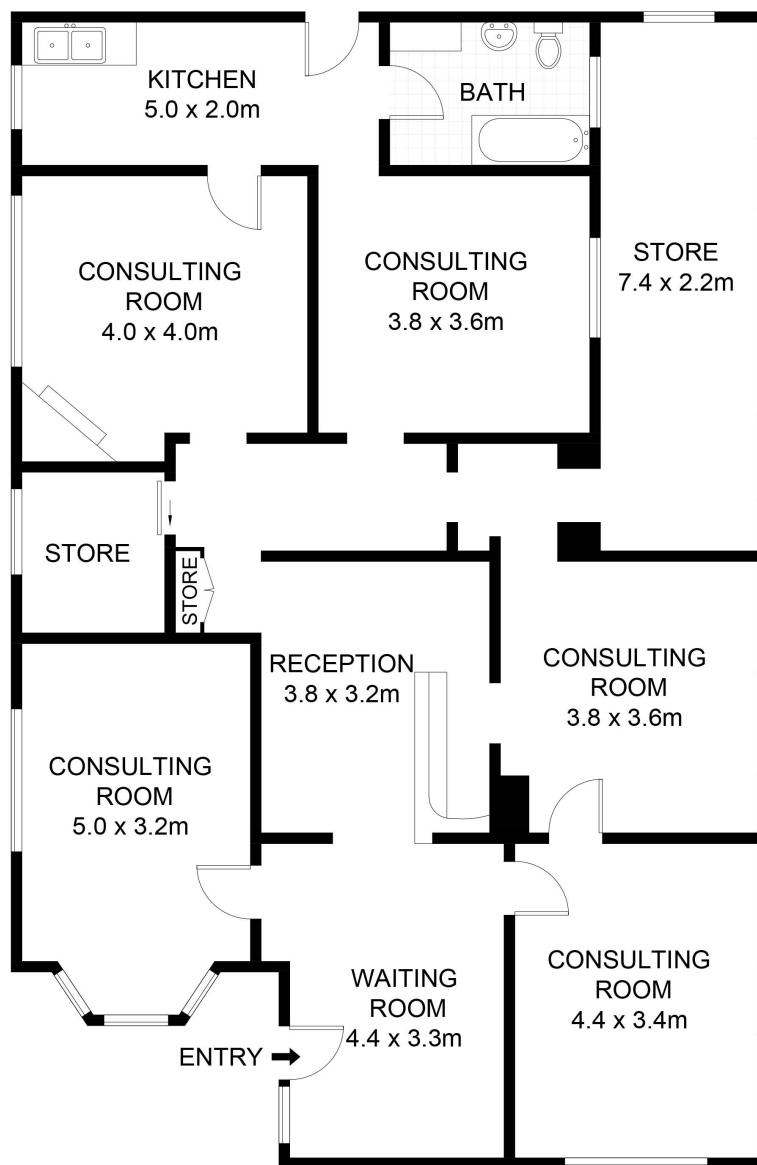 KITCHEN
5.0 x 2.0m
BATH
CONSULTING
ROOM
4.0 x 4.0m
CONSULTING
ROOM
3.8 x 3.6m
STORE
7.4 x 2.2m
STORE
STORE
RECEPTION
3.8 x 3.2m
CONSULTING
ROOM
3.8 x 3.6m
CONSULTING
ROOM
5.0 x 3.2m
WAITING
ROOM
4.4 x 3.3m
CONSULTING
ROOM
4.4 x 3.4m
ENTRY